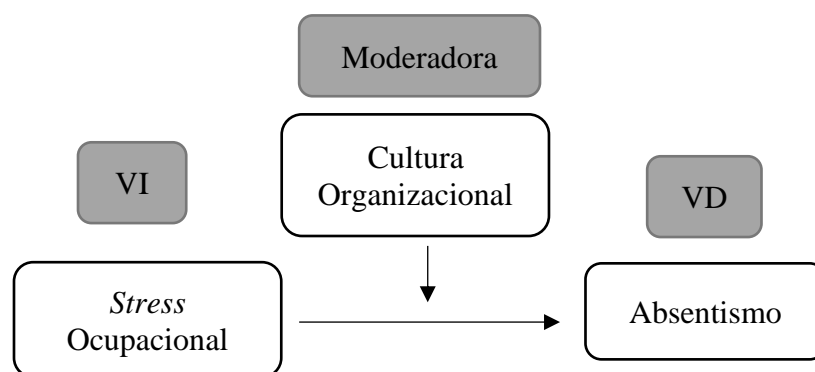 Moderadora
Cultura
Organizacional
VI
VD
Stress
Ocupacional
Absentismo